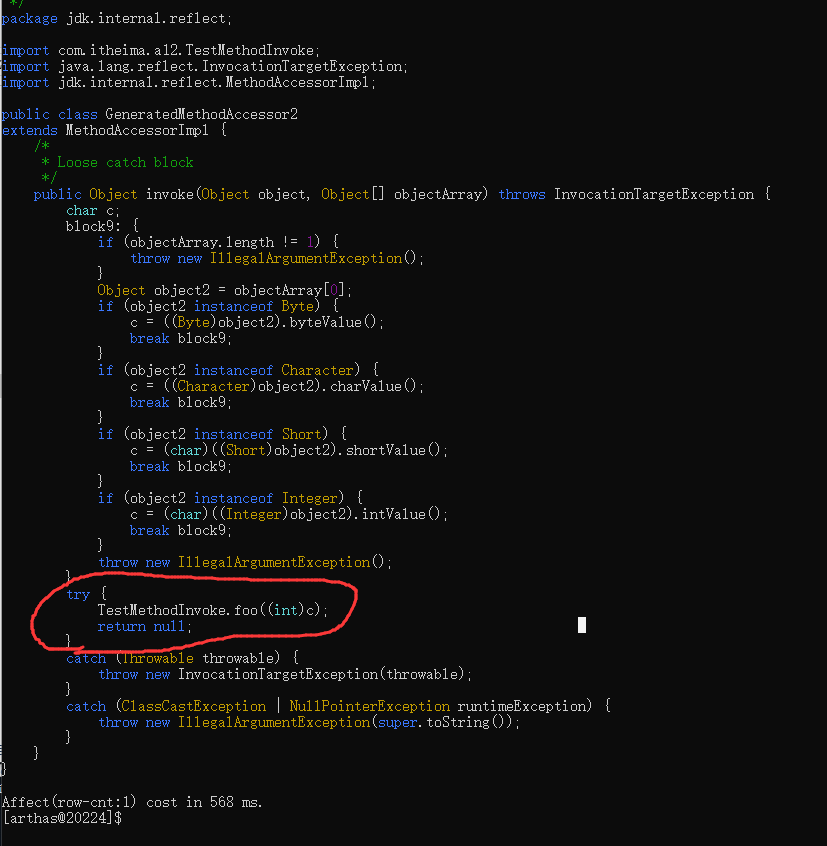 */
package jdk.internal.reflect;
import com.itheima.a12.TestMethodInvoke;
import java.lang.reflect.InvocationTargetException;
import jdk.internal.reflect.MethodAccessorImpl;
public class GeneratedMethodAccessor2
extends MethodAccessorImpl {
/*
* Loose catch block
*/
public Object invoke(Object object, Object[] objectArray) throws InvocationTargetException {
char c;
block9: {
if (objectArray.length != 1) {
throw new IllegalArgumentException();
}
Object object2 = objectArray[0];
if (object2 instanceof Byte) {
c = ((Byte)object2).byteValue();
break block9;
}
if (object2 instanceof Character) {
c = ((Character)object2).charValue();
break block9;
}
if (object2 instanceof Short) {
c = (char)((Short)object2).shortValue();
break block9;
}
if (object2 instanceof Integer) {
c = (char)((Integer)object2).intValue();
break block9;
}
throw new IllegalArgumentException();
}
try {
TestMethodInvoke.foo((int)c);
return null;
}
catch (Throwable throwable) {
throw new InvocationTargetException(throwable);
}
catch (ClassCastException | NullPointerException runtimeException) {
throw new IllegalArgumentException(super.toString());
}
}
}
Affect(row-cnt:1) cost in 568 ms.
[arthas@20224]$